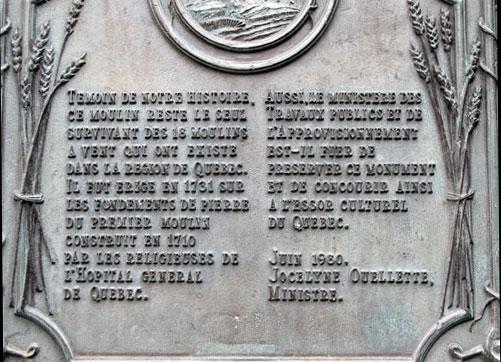 Temoin de notre histoire,
ce moulin reste le seul
survivant des 18 moulins
a vent qui ont existe
dans la region de Quebec.
Il fut erige en 1731 sur
les fondements de pierre
du premier moulin
construit en 1710
par les religieuses de
l'Hopital general
de Quebec.
Aussi, le ministere des
Travaux publics et de
l'Approvisionnement
est-il fier de
preserver ce monument
et de concourir ainsi
a l'essor culturel
du Quebec.
Juin 1980.
Jocelyne Ouellette,
Ministre.